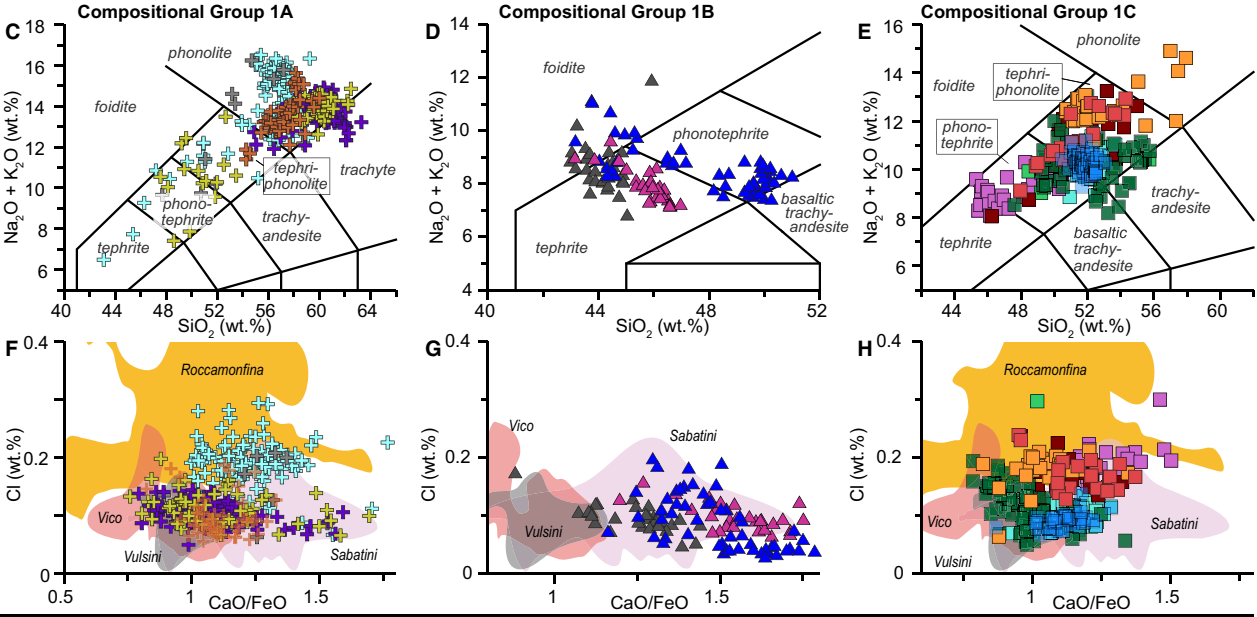 Compositional Group 1A
C
18
16
14
12
10
8
6
Na2O + K2O (wt.%)
phonolite
foidite
tephri-
phonolite
trachyte
phono-
tephrite
trachy-
andesite
tephrite
40 44 48 52 56 60 64
SiO2 (wt.%)
Compositional Group 1B
D
14
12
10
8
6
4
Na2O + K2O (wt.%)
foidite
phonotephrite
basaltic
trachy-
andesite
tephrite
40 44 48 52
SiO2 (wt.%)
Compositional Group 1C
E
16
14
12
10
8
6
Na2O + K2O (wt.%)
phonolite
tephri-
phonolite
foidite
phono-
tephrite
trachy-
andesite
tephrite
basaltic
trachy-
andesite
48 52 56 60
SiO2 (wt.%)
F
0.4
0.2
0
Cl (wt.%)
Roccamonfina
Vico
Vulsini
Sabatini
0.5 1 1.5
CaO/FeO
G
0.4
0.2
0
Cl (wt.%)
Vico
Sabatini
Vulsini
1 1.5
CaO/FeO
H
0.4
0.2
0
Cl (wt.%)
Roccamonfina
Vico
Sabatini
Vulsini
1 1.5
CaO/FeO